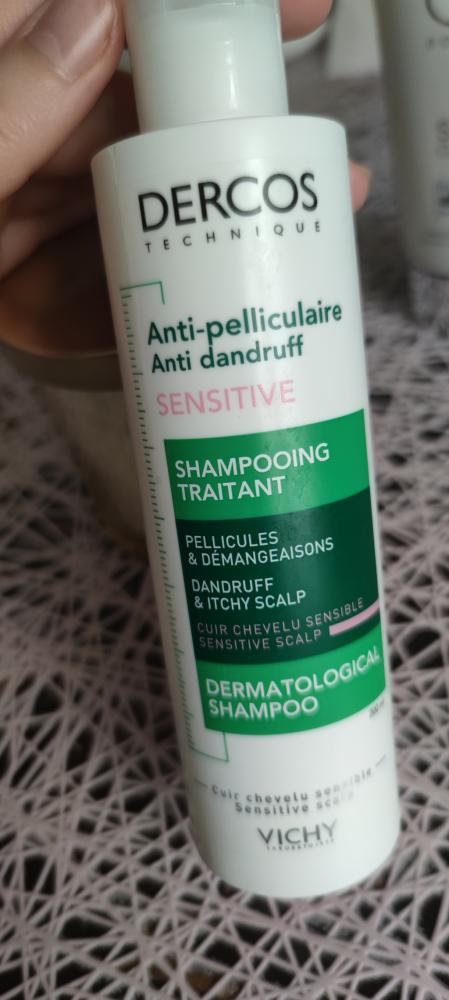 DERCOS
TECHNIQUE
Anti-pelliculaire
Anti dandruff
SENSITIVE
SHAMPOOING
TRAITANT
PELLICULES
& DÉMANGEAISONS
DANDRUFF
& ITCHY SCALP
CUIR CHEVELU SENSIBLE
SENSITIVE SCALP
DERMATOLOGICAL
SHAMPOO
Cuir chevelu sensible
Sensitive scalp
VICHY
LABORATOIRES